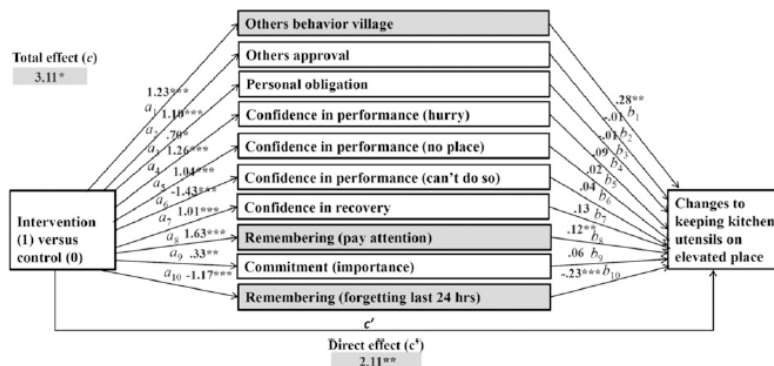 Total effect (c)
3.11*
Others behavior village
Others approval
Personal obligation
Confidence in performance (hurry)
Confidence in performance (no place)
Confidence in performance (can't do so)
Confidence in recovery
Remembering (pay attention)
Commitment (importance)
Remembering (forgetting last 24 hrs)
1.23***
a1 1.10***
a2 .70*
a3 1.26***
a4 1.04***
a5 -1.43***
a6
a7 1.01***
a8 1.63***
a9 .33**
a10 -1.17***
Intervention
(1) versus
control (0)
.28**
-.01 b1
-.01 b2
.09 b3
.02 b4
.04 b5
.13 b6
b7
.12** b8
.06 b9
-.23*** b10
Changes to
keeping kitchen
utensils on
elevated place
c'
Direct effect (c')
2.11**